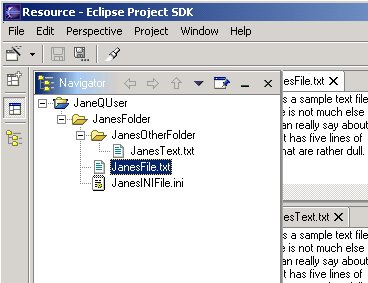 Resource - Eclipse Project SDK
File Edit Perspective Project Window Help
Navigator
JaneQUser
JanesFolder
JanesOtherFolder
JanesText.txt
JanesFile.txt
JanesINIFile.ini
esFile.txt
s a sample text file
e is not much else
an really say about
t has five lines of
hat are rather dull.
esText.txt
s a sample text file
e is not much else
an really say about
t has five lines of
hat are rather dull.